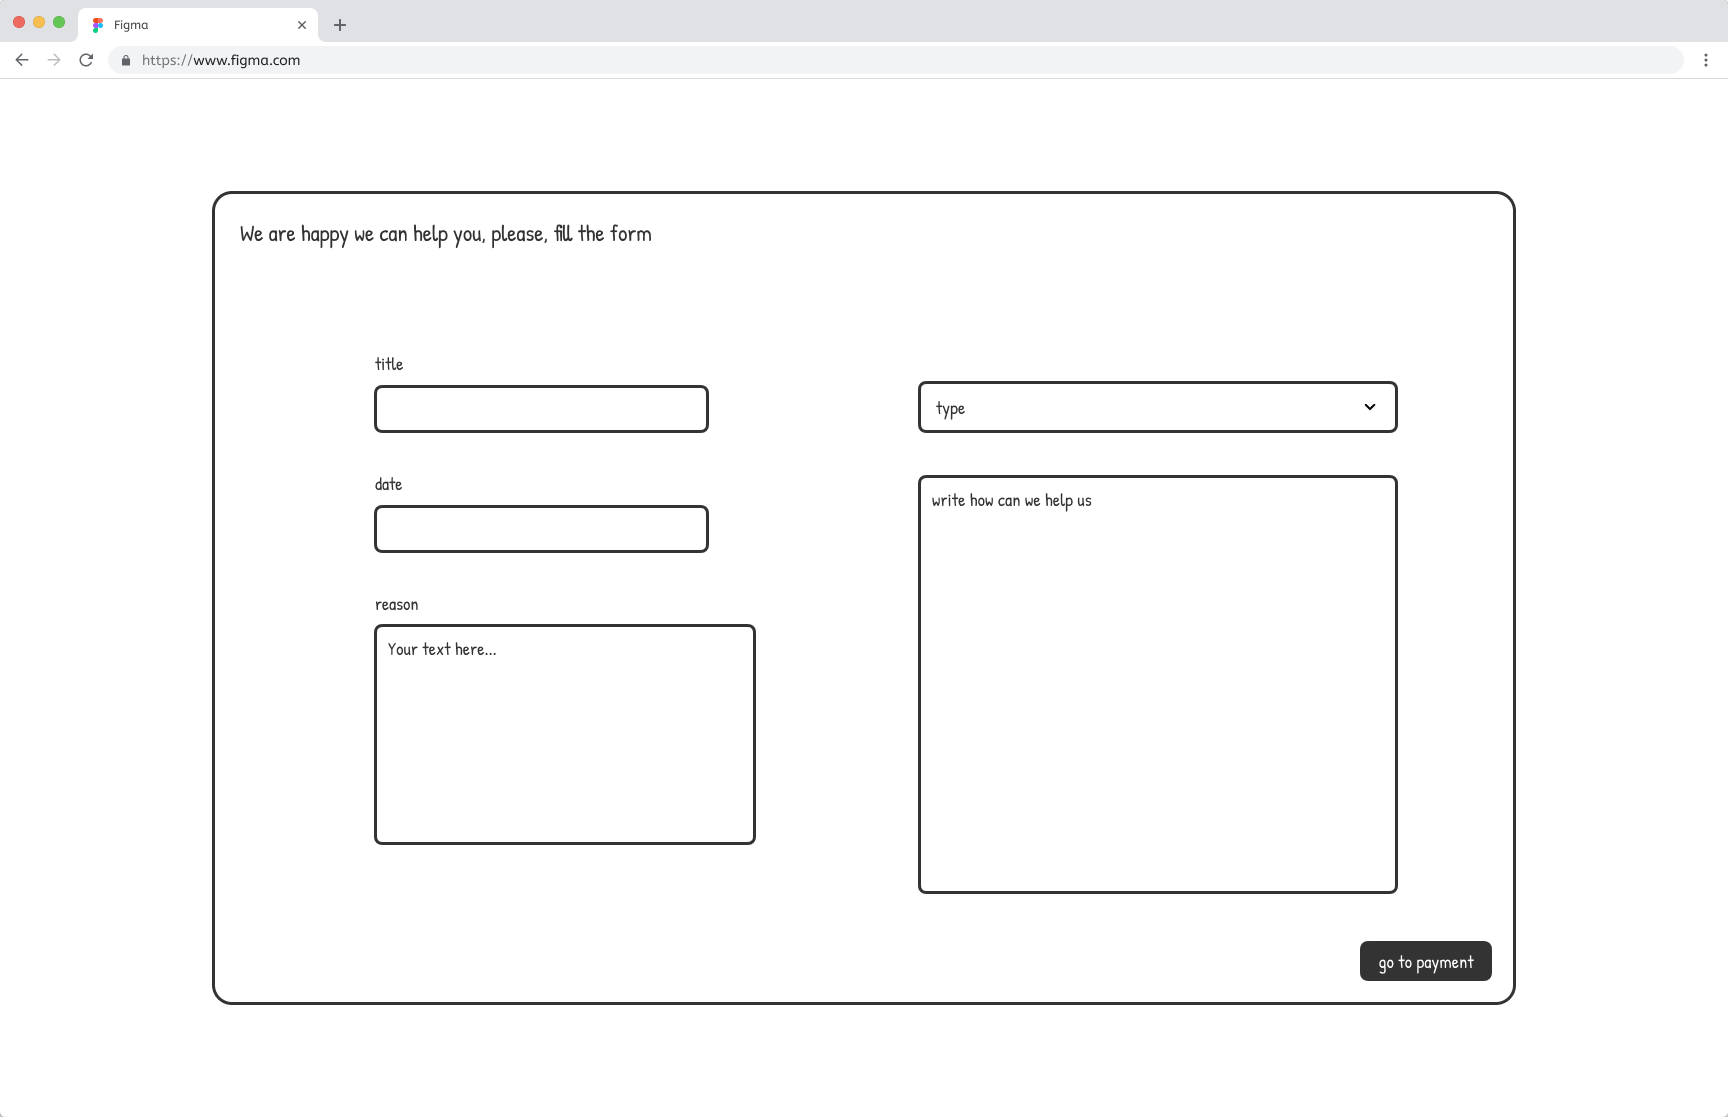 Figma
https://www.figma.com
We are happy we can help you, please, fill the form
title
type
date
write how can we help us
reason
Your text here...
go to payment